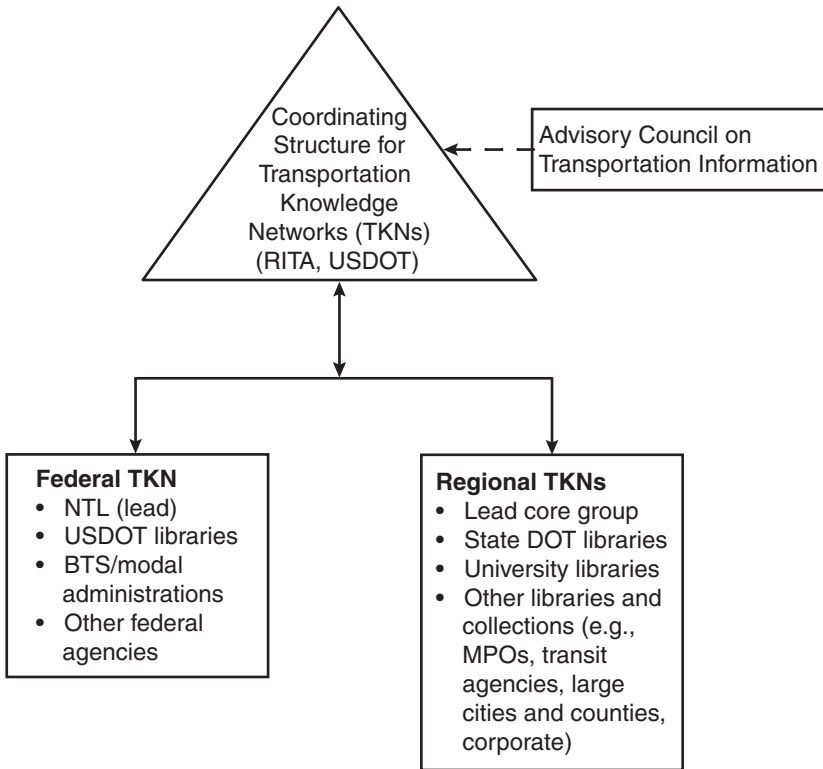 Coordinating
Structure for
Transportation
Knowledge
Networks (TKNs)
(RITA, USDOT)
Advisory Council on
Transportation Information
Federal TKN
• NTL (lead)
• USDOT libraries
• BTS/modal
administrations
• Other federal
agencies
Regional TKNs
• Lead core group
• State DOT libraries
• University libraries
• Other libraries and
collections (e.g.,
MPOs, transit
agencies, large
cities and counties,
corporate)